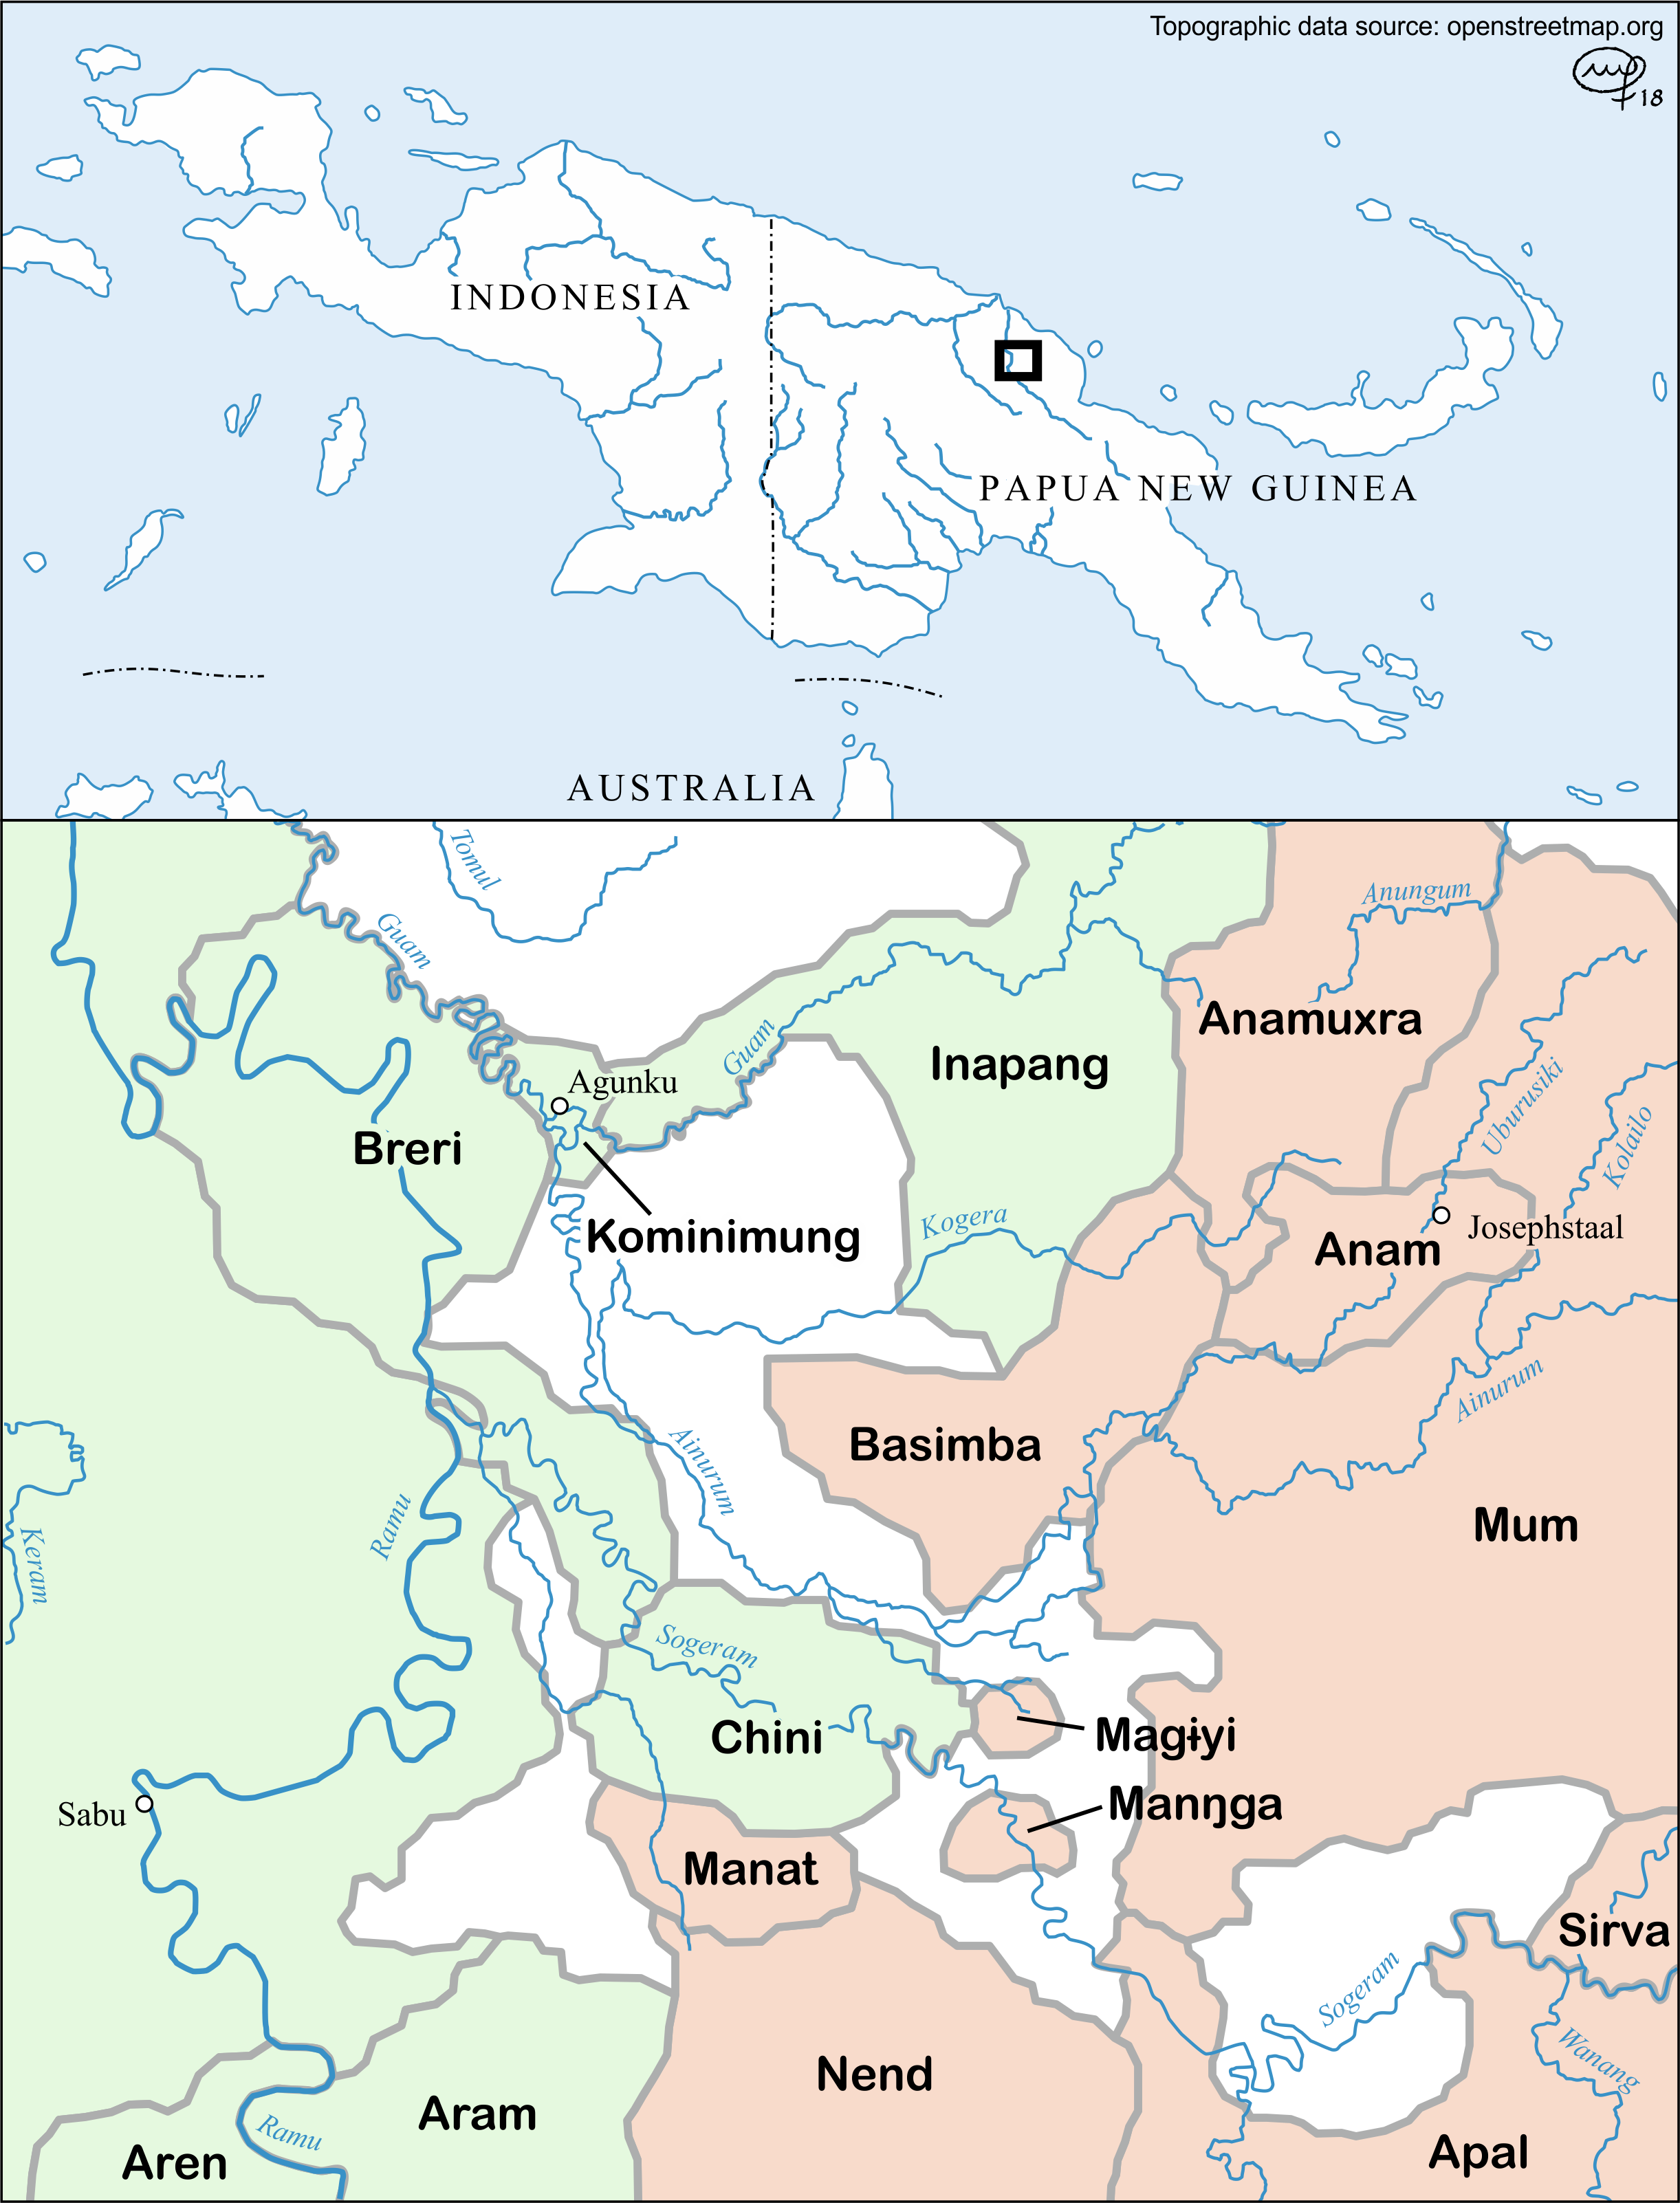 Topographic data source: openstreetmap.org
18
INDONESIA
PAPUA NEW GUINEA
AUSTRALIA
Tomul
Guam
Anungum
Anamuxra
Inapang
Guam
Agunku
Breri
Uburusiki
Kolailo
Kominimung
Kogera
Josephstaal
Anam
Ainurum
Basimba
Ainurum
Mum
Ramu
Keram
Sogeram
Chini
Magɨyi
Manŋga
Sabu
Manat
Sirva
Sogeram
Wanang
Nend
Aram
Ramu
Aren
Apal